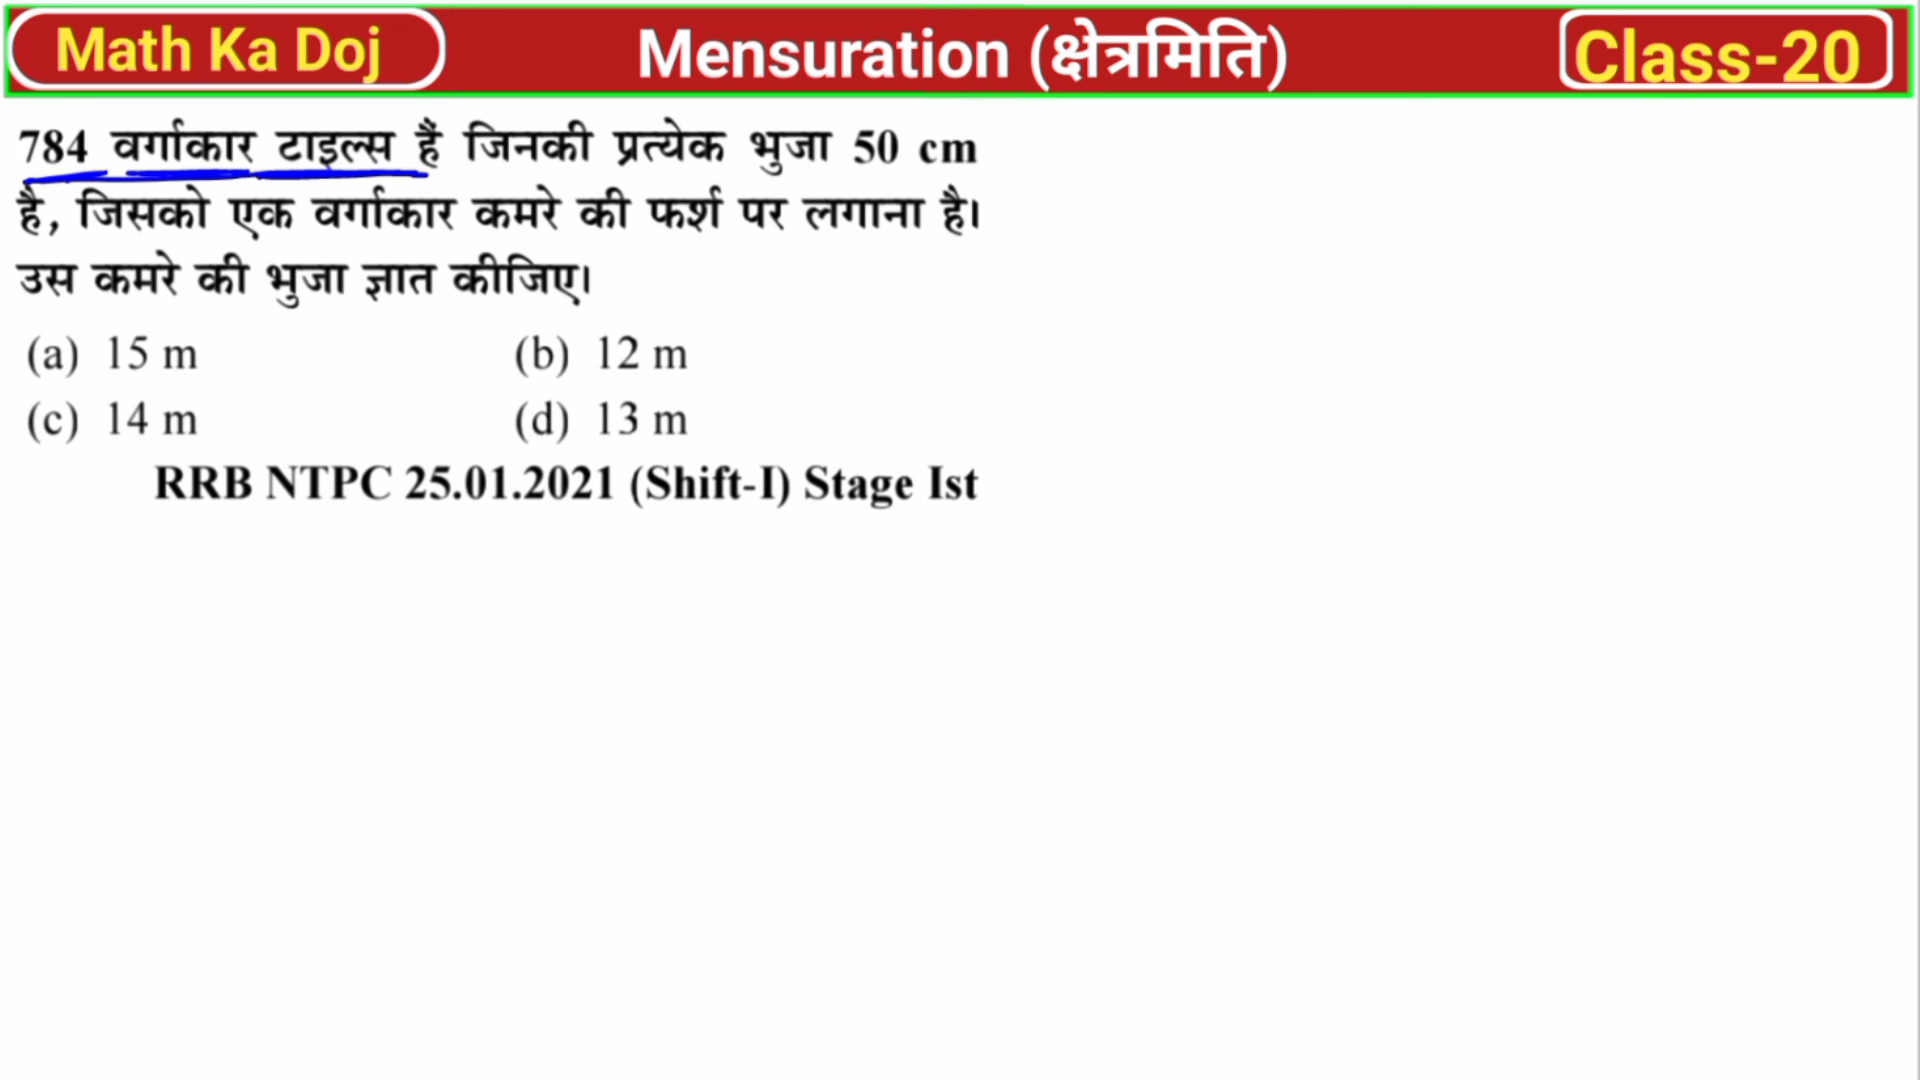 Math Ka Doj
Mensuration (क्षेत्रमिति)
Class-20
784 वर्गाकार टाइल्स हैं जिनकी प्रत्येक भुजा 50 cm
है, जिसको एक वर्गाकार कमरे की फर्श पर लगाना है।
उस कमरे की भुजा ज्ञात कीजिए।
(a) 15 m (b) 12 m
(c) 14 m (d) 13 m
RRB NTPC 25.01.2021 (Shift-I) Stage Ist